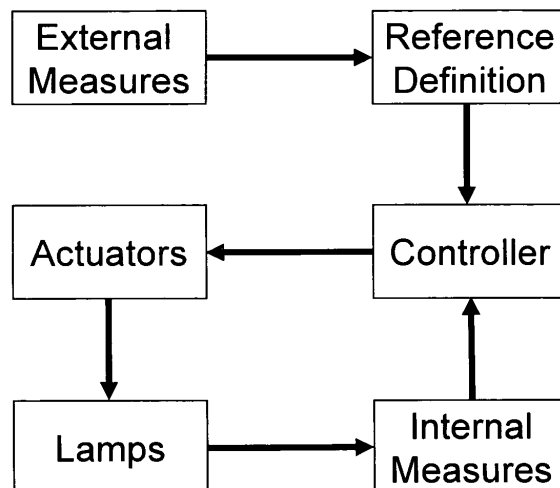 External
Measures
Reference
Definition
Actuators
Controller
Lamps
Internal
Measures